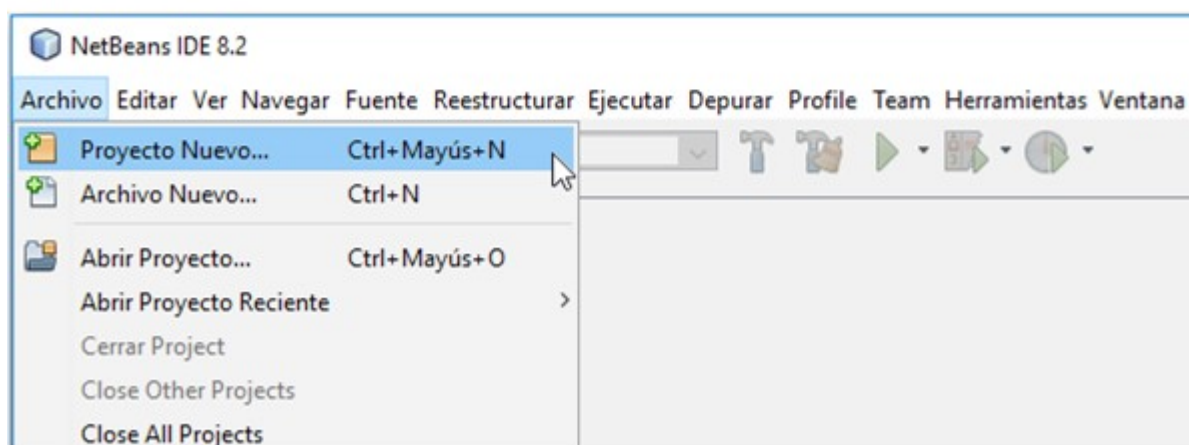 NetBeans IDE 8.2
Archivo Editar Ver Navegar Fuente Reestructurar Ejecutar Depurar Profile Team Herramientas Ventana
Proyecto Nuevo... Ctrl+Mayús+N
Archivo Nuevo... Ctrl+N
Abrir Proyecto... Ctrl+Mayús+O
Abrir Proyecto Reciente
Cerrar Project
Close Other Projects
Close All Projects